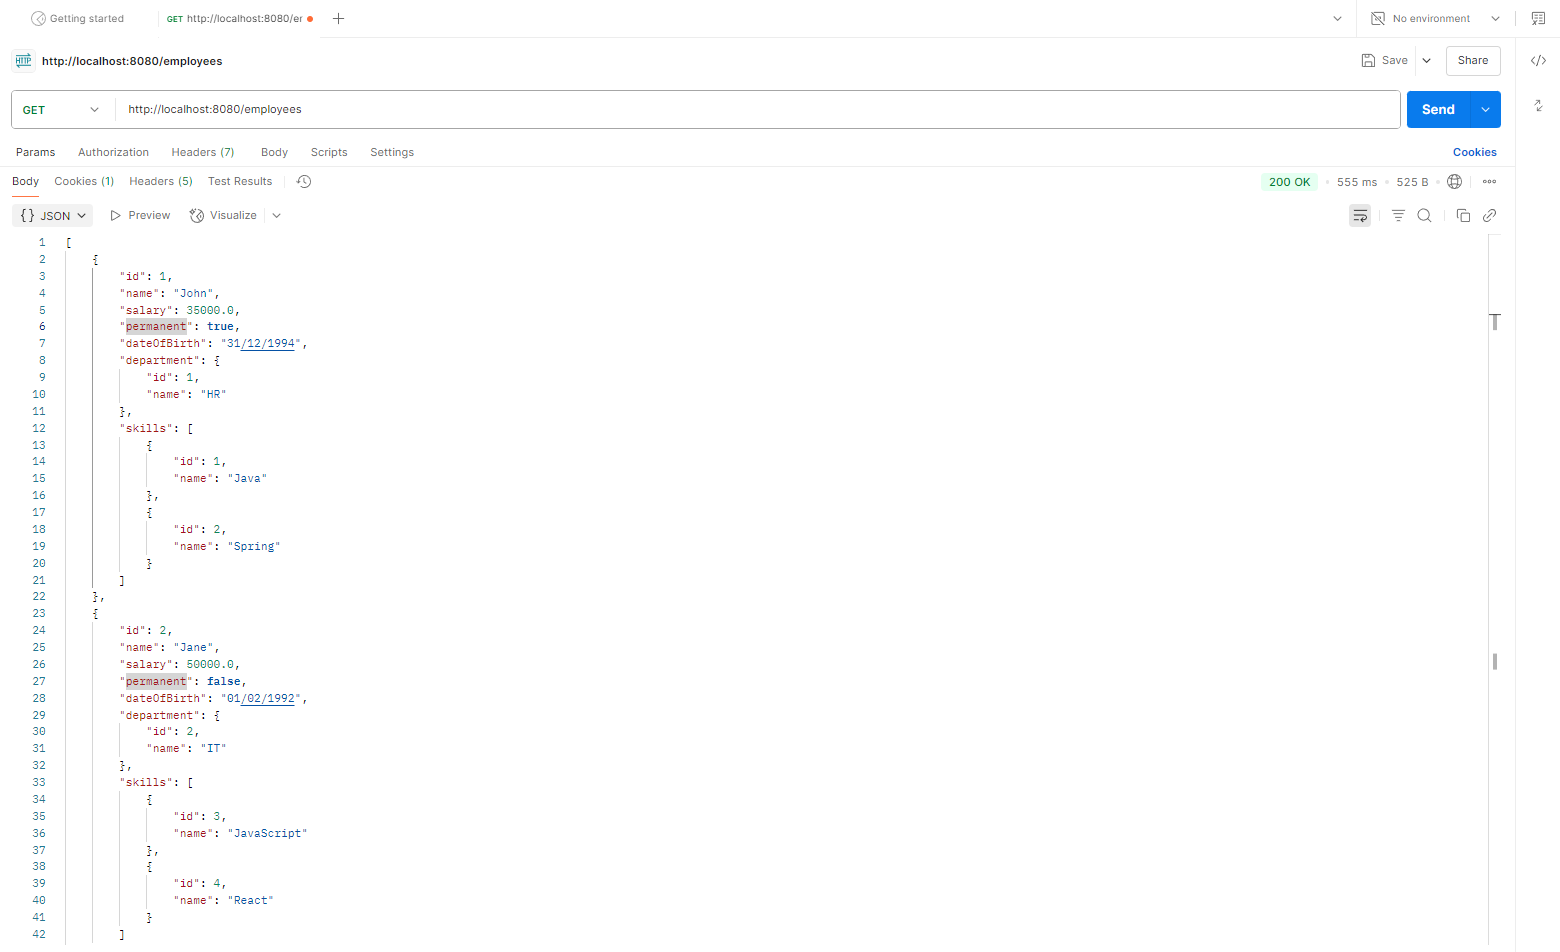 Getting started
GET http://localhost:8080/er
No environment
HTTP http://localhost:8080/employees
Save
Share
GET
http://localhost:8080/employees
Send
Params Authorization Headers (7) Body Scripts Settings
Cookies
Body Cookies (1) Headers (5) Test Results
200 OK 555 ms 525 B
{} JSON Preview Visualize
1 [
2 {
3 "id": 1,
4 "name": "John",
5 "salary": 35000.0,
6 "permanent": true,
7 "dateOfBirth": "31/12/1994",
8 "department": {
9 "id": 1,
10 "name": "HR"
11 },
12 "skills": [
13 {
14 "id": 1,
15 "name": "Java"
16 },
17 {
18 "id": 2,
19 "name": "Spring"
20 }
21 ]
22 },
23 {
24 "id": 2,
25 "name": "Jane",
26 "salary": 50000.0,
27 "permanent": false,
28 "dateOfBirth": "01/02/1992",
29 "department": {
30 "id": 2,
31 "name": "IT"
32 },
33 "skills": [
34 {
35 "id": 3,
36 "name": "JavaScript"
37 },
38 {
39 "id": 4,
40 "name": "React"
41 }
42 ]